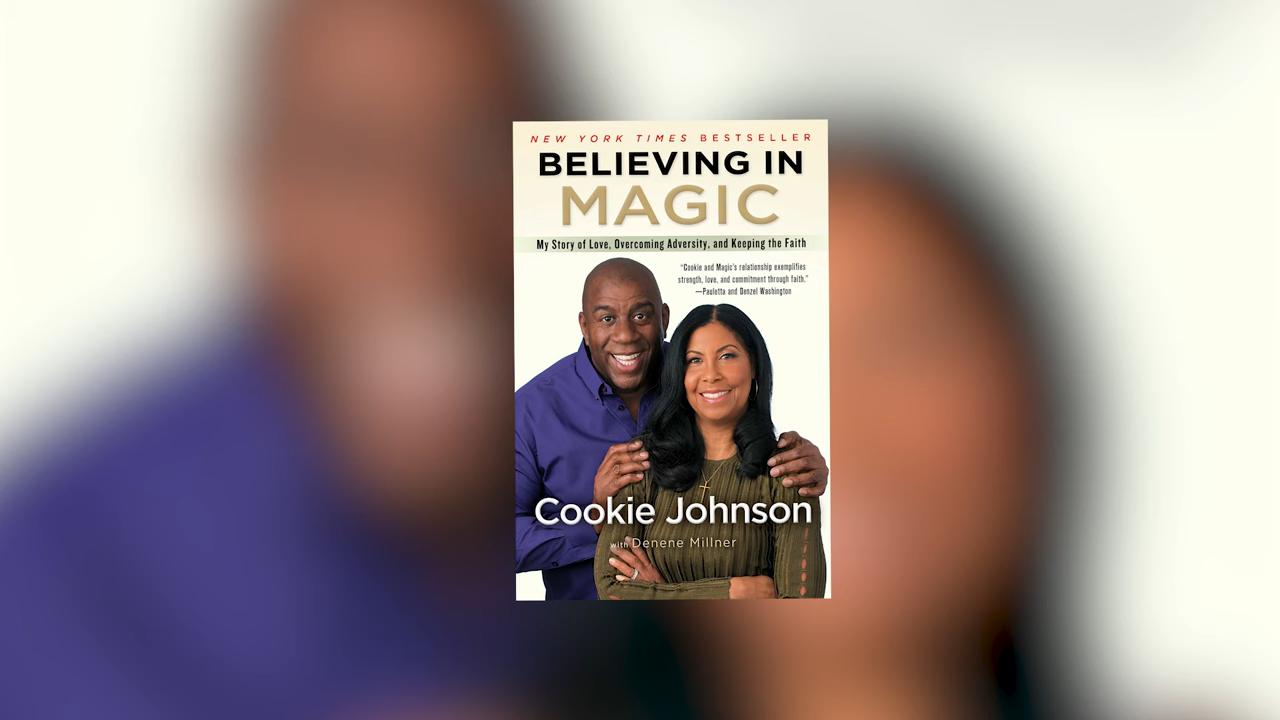 NEW YORK TIMES BESTSELLER
BELIEVING IN
MAGIC
My Story of Love, Overcoming Adversity, and Keeping the Faith
“Cookie and Magic’s relationship exemplifies
strength, love, and commitment through faith.”
—Pauletta and Denzel Washington
Cookie Johnson
with Denene Millner